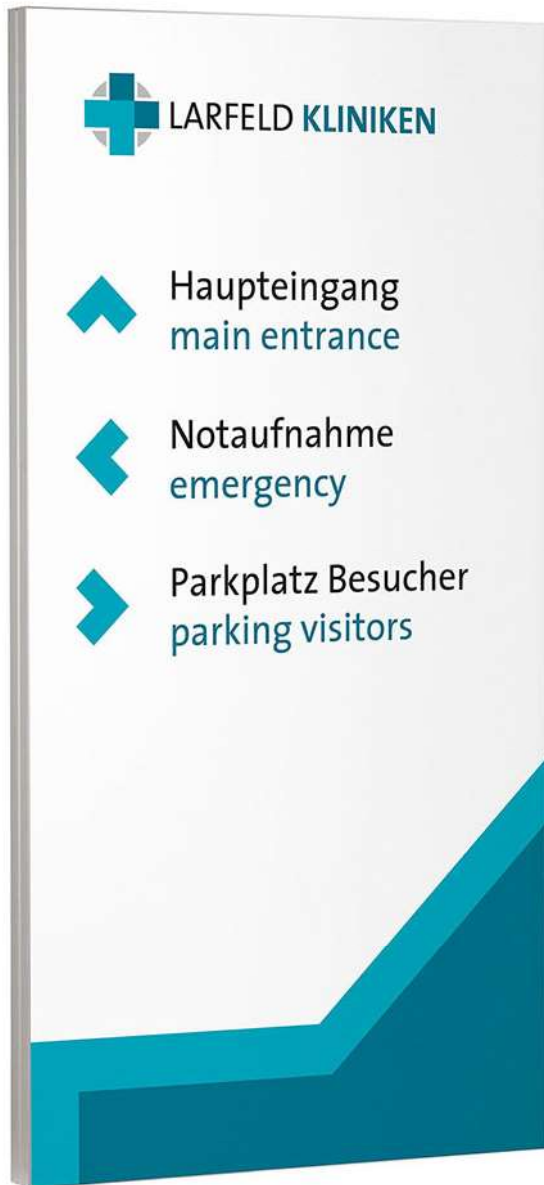 LARFELD KLINIKEN
Haupteingang
main entrance
Notaufnahme
emergency
Parkplatz Besucher
parking visitors